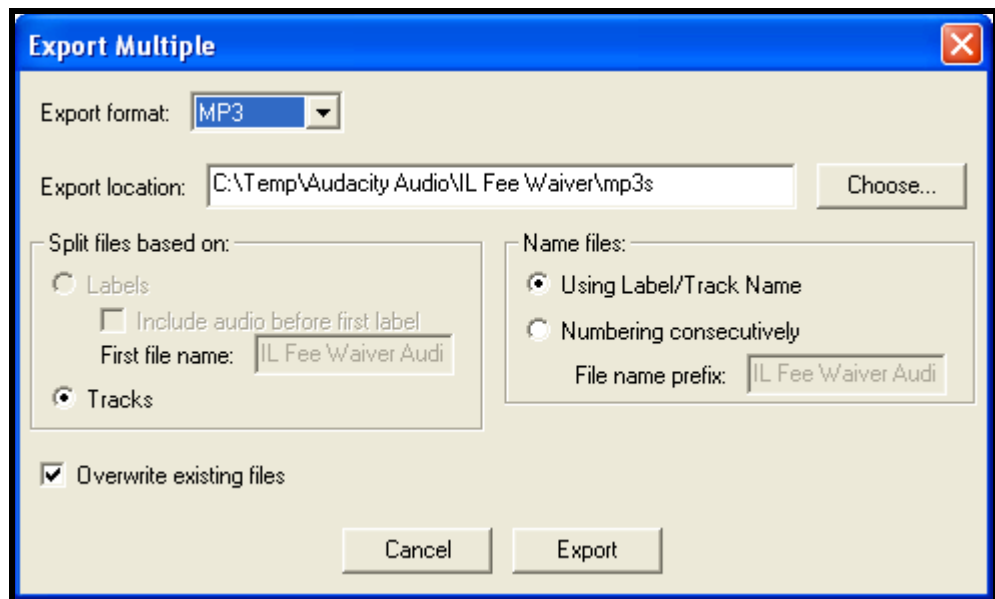 Export Multiple
Export format: MP3
Export location: C:\Temp\Audacity Audio\IL Fee Waiver\mp3s Choose...
Split files based on:
Labels
Include audio before first label
First file name: IL Fee Waiver Audi
Tracks
Name files:
Using Label/Track Name
Numbering consecutively
File name prefix: IL Fee Waiver Audi
Overwrite existing files
Cancel Export